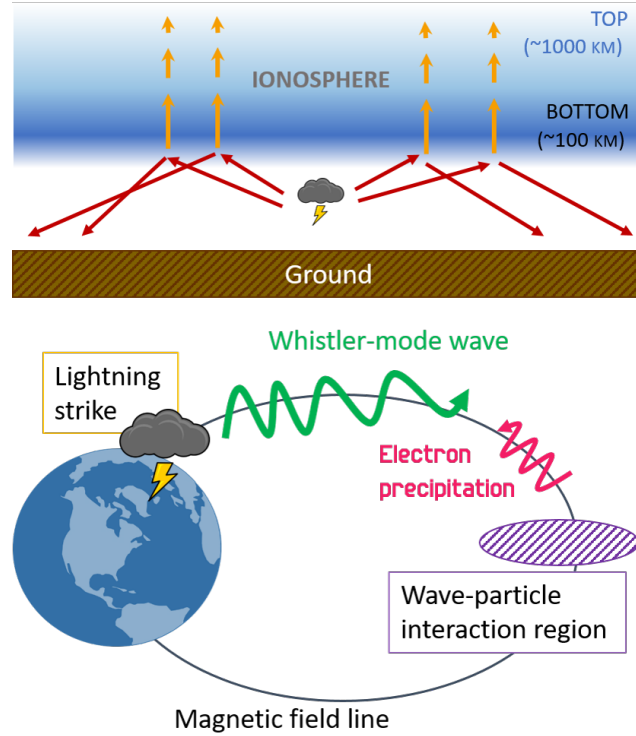 TOP
(~1000 KM)
IONOSPHERE
BOTTOM
(~100 KM)
Ground
Whistler-mode wave
Lightning
strike
Electron
precipitation
Wave-particle
interaction region
Magnetic field line